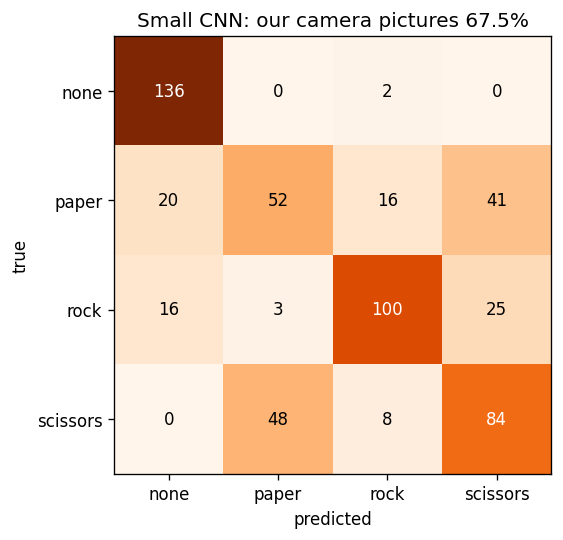 Small CNN: our camera pictures 67.5%
none 136 0 2 0
paper 20 52 16 41
true
rock 16 3 100 25
scissors 0 48 8 84
none paper rock scissors
predicted